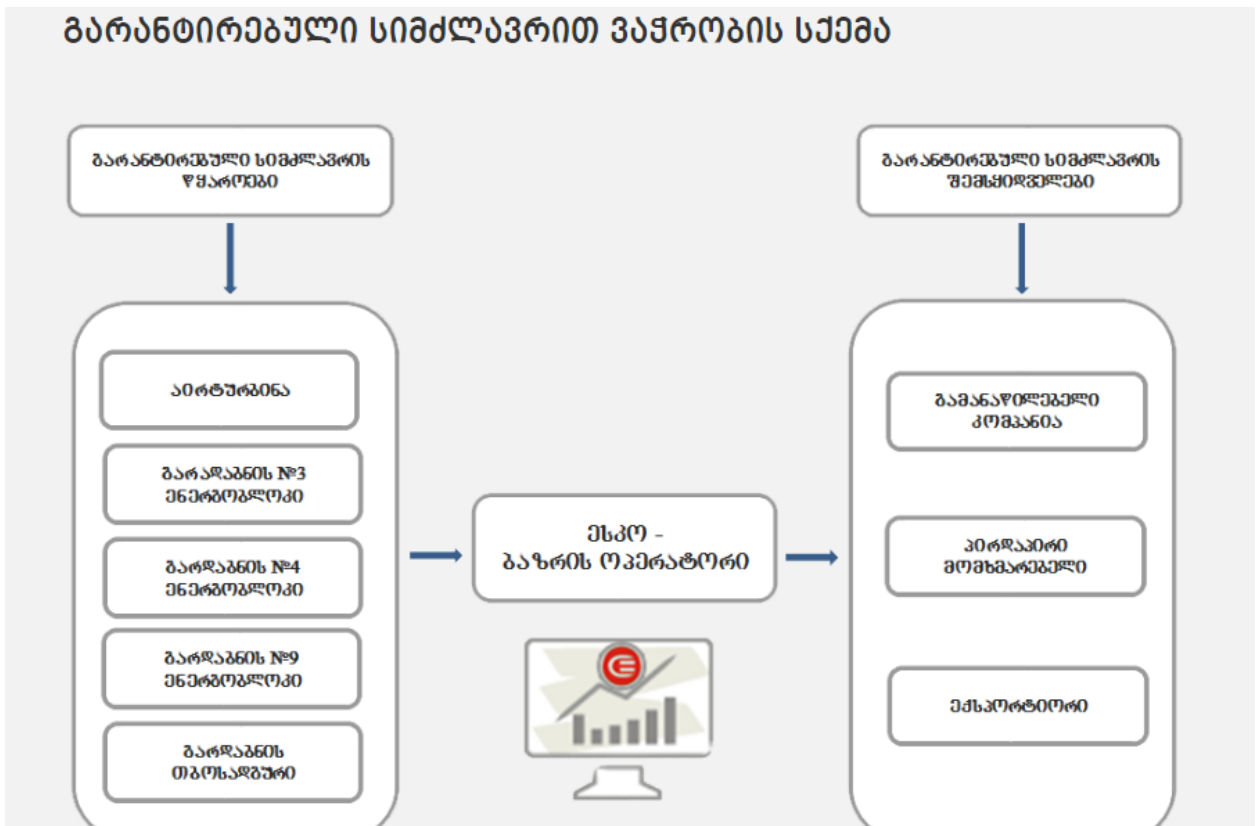 გარანტირებული სიმძლავრით ვაჭრობის სქემა
გარანტირებული სიმძლავრის
წყაროები
აირტურბინა
გარადაბნის №3
ენერგობლოკი
გარდაბნის №4
ენერგობლოკი
გარდაბნის №9
ენერგობლოკი
გარდაბნის
თბოსადგური
ესკო -
ბაზრის ოპერატორი
გარანტირებული სიმძლავრის
შემსყიდველები
გამანაწილებელი
კომპანია
პირდაპირი
მომხმარებელი
ექსპორტიორი